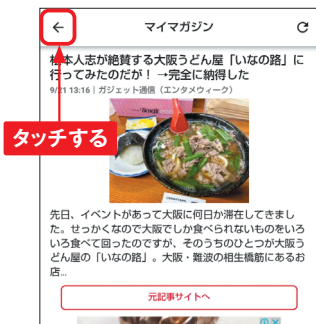 マイマガジン
本人志が絶賛する大阪うどん屋「いなの路」に
行ってみたのだが！→完全に納得した
9/21 13:16｜ガジェット通信（エンタメウィーク）
タッチする
先日、イベントがあって大阪に何日か滞在してきまし
た。せっかくなので大阪でしか食べられないものをいろ
いろ食べて回ったのですが、そのうちのひとつが大阪う
どん屋の「いなの路」。大阪・難波の相生橋筋にあるお
店...
元記事サイトへ